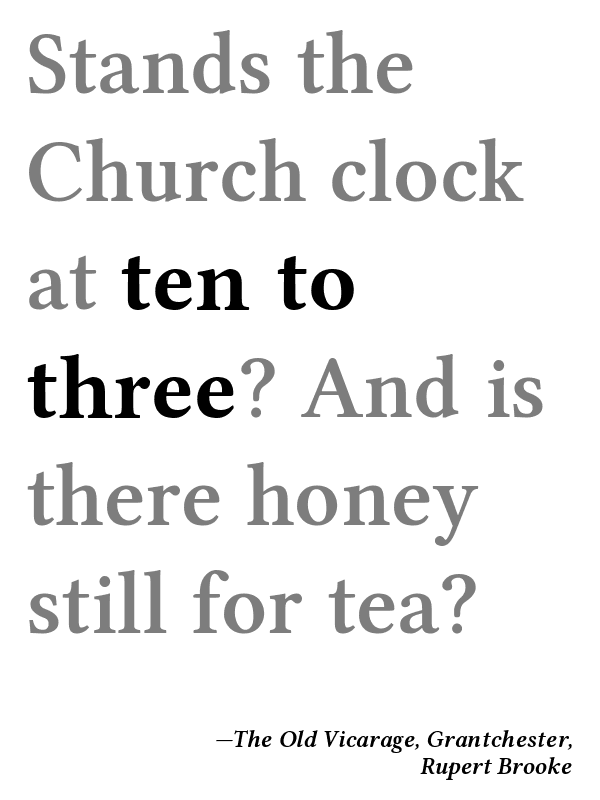 Stands the
Church clock
at ten to
three? And is
there honey
still for tea?
—The Old Vicarage, Grantchester,
Rupert Brooke